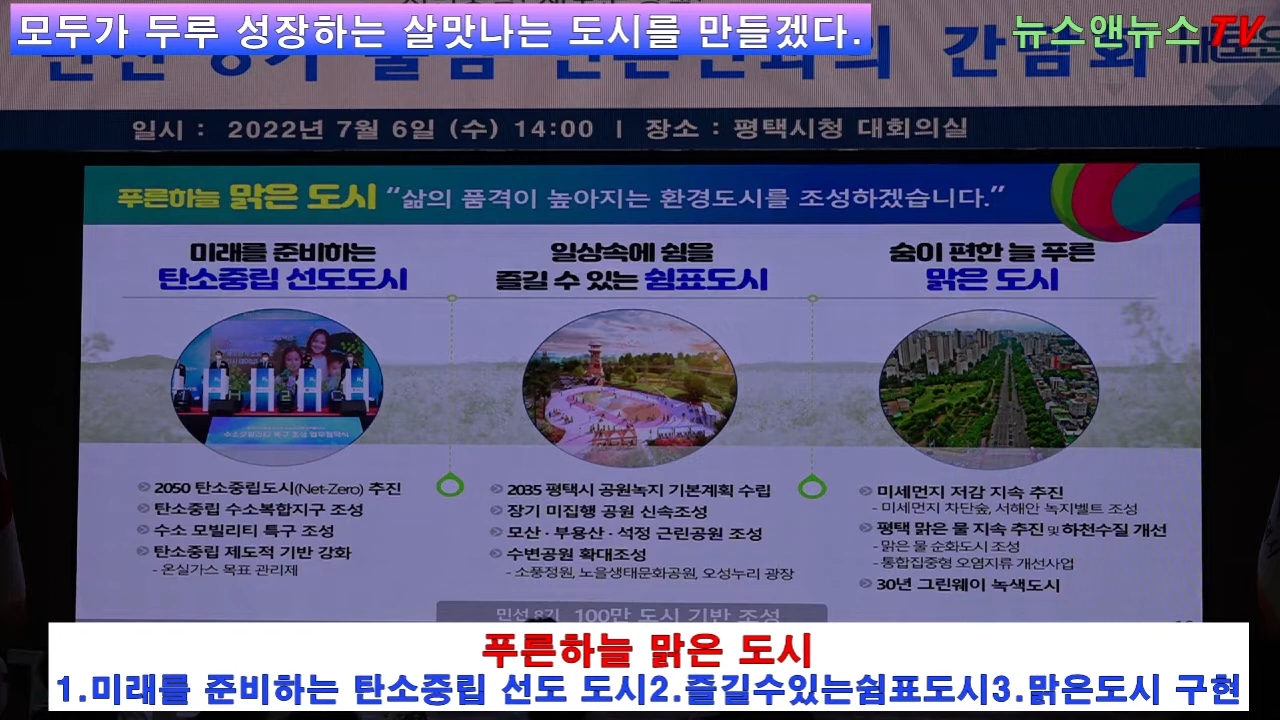 모두가 두루 성장하는 살맛나는 도시를 만들겠다.
뉴스앤뉴스 TV
간담회
일시 : 2022년 7월 6일 (수) 14:00 | 장소 : 평택시청 대회의실
푸른하늘 맑은 도시 “삶의 품격이 높아지는 환경도시를 조성하겠습니다.”
미래를 준비하는
탄소중립 선도도시
일상속에 쉼을
즐길 수 있는 쉼표도시
숨이 편한 늘 푸른
맑은 도시
2050 탄소중립도시(Net-Zero) 추진
탄소중립 수소복합지구 조성
수소 모빌리티 특구 조성
탄소중립 제도적 기반 강화
- 온실가스 목표 관리제
2035 평택시 공원녹지 기본계획 수립
장기 미집행 공원 신속조성
모산 · 부용산 · 석정 근린공원 조성
수변공원 확대조성
- 소풍정원, 노을생태문화공원, 오성누리 광장
미세먼지 저감 지속 추진
- 미세먼지 차단숲, 서해안 녹지벨트 조성
평택 맑은 물 지속 추진 및 하천수질 개선
- 맑은 물 순화도시 조성
- 통합집중형 오염지류 개선사업
30년 그린웨이 녹색도시
민선 8기 100만 도시 기반 조성
푸른하늘 맑은 도시
1.미래를 준비하는 탄소중립 선도 도시2.즐길수있는쉼표도시3.맑은도시 구현